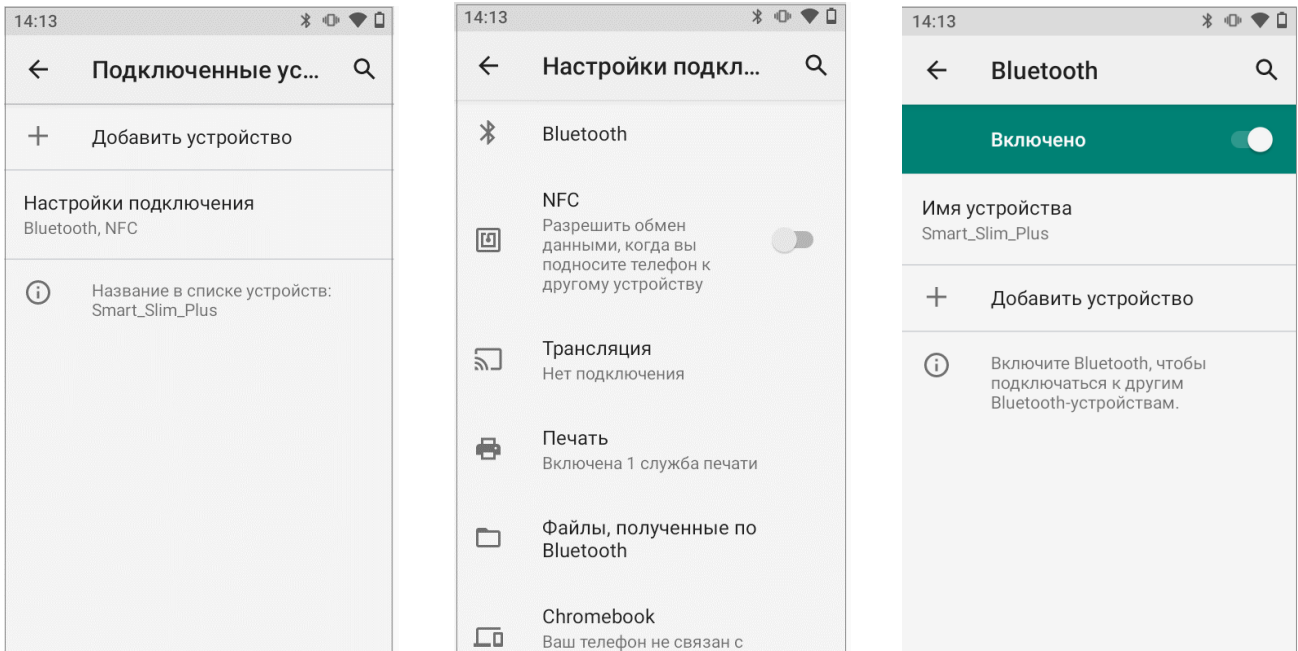 14:13
Подключенные ус...
Добавить устройство
Настройки подключения
Bluetooth, NFC
Название в списке устройств:
Smart_Slim_Plus
14:13
Настройки подкл...
Bluetooth
NFC
Разрешить обмен
данными, когда вы
подносите телефон к
другому устройству
Трансляция
Нет подключения
Печать
Включена 1 служба печати
Файлы, полученные по
Bluetooth
Chromebook
Ваш телефон не связан с
14:13
Bluetooth
Включено
Имя устройства
Smart_Slim_Plus
Добавить устройство
Включите Bluetooth, чтобы
подключаться к другим
Bluetooth-устройствам.